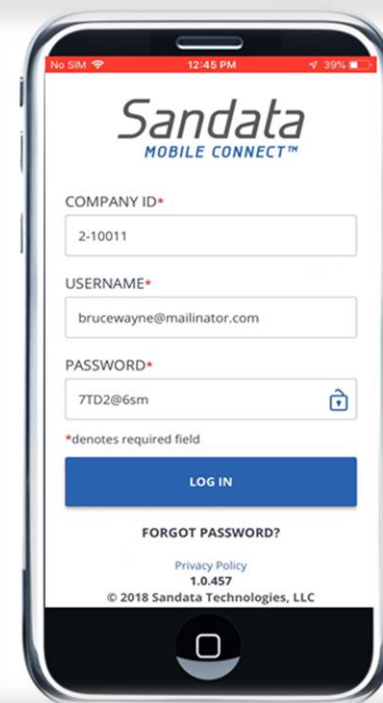 No SIM 12:45 PM 39%
Sandata
MOBILE CONNECT™
COMPANY ID*
2-10011
USERNAME*
brucewayne@mailinator.com
PASSWORD*
7TD2@6sm
*denotes required field
LOG IN
FORGOT PASSWORD?
Privacy Policy
1.0.457
© 2018 Sandata Technologies, LLC